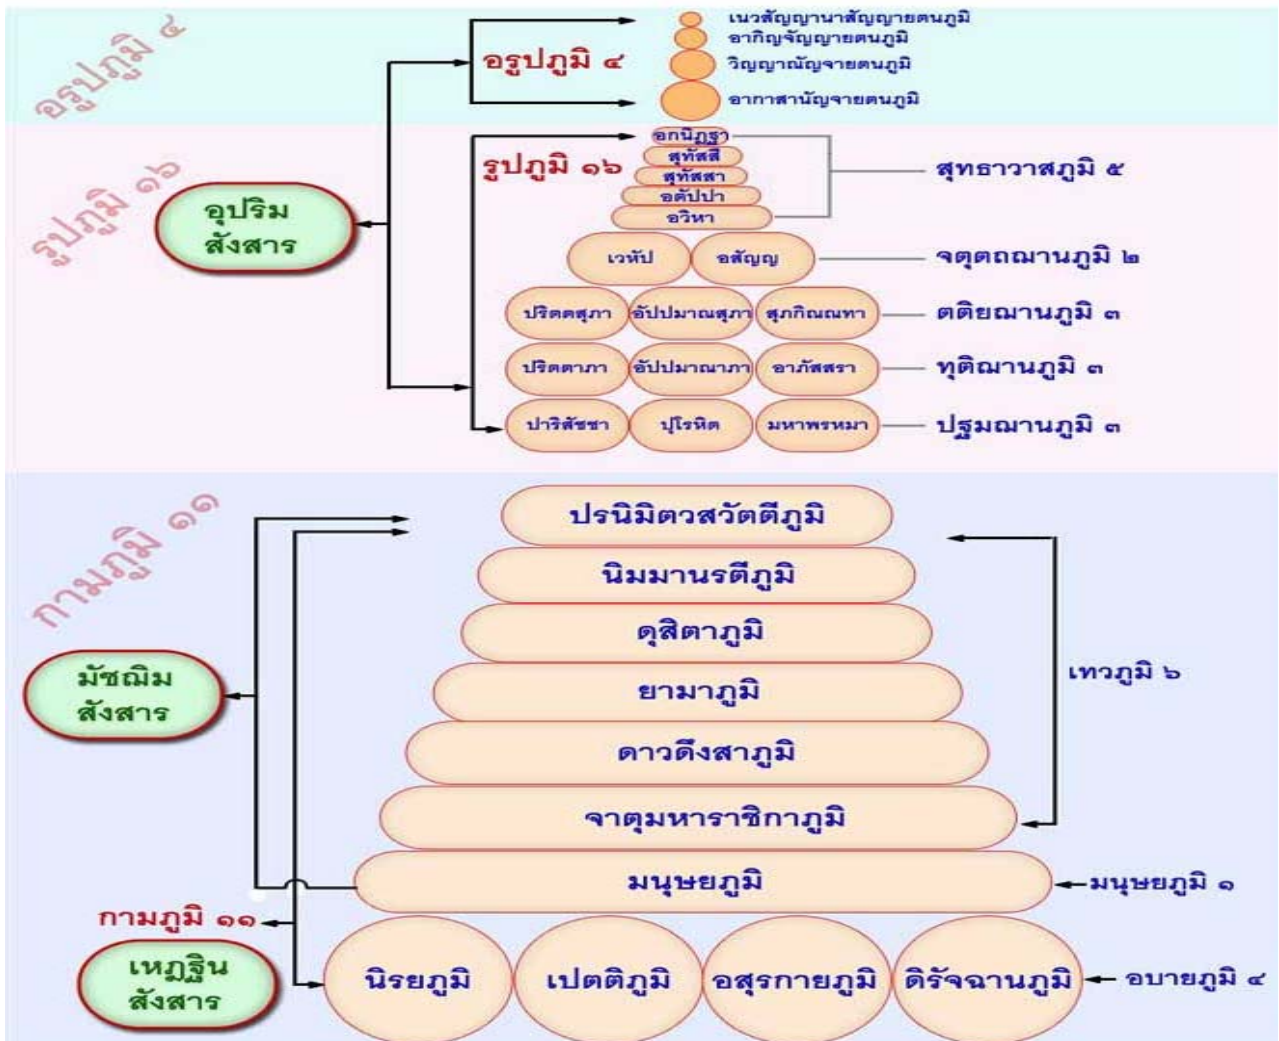 อรูปภูมิ ๔
เนวสัญญานาสัญญายตนภูมิ
อากิญจัญญายตนภูมิ
อรูปภูมิ ๔
วิญญาณัญจายตนภูมิ
อากาสานัญจายตนภูมิ
รูปภูมิ ๑๖
รูปภูมิ ๑๖
อกนิฏฐา
สุทัสสี
สุทัสสา
อตัปปา
อวิหา
สุทธาวาสภูมิ ๕
อุปริม
สังสาร
เวหัป อสัญญ จตุตถฌานภูมิ ๒
ปริตตสุภา อัปปมาณสุภา สุภกิณณหา ตติยฌานภูมิ ๓
ปริตตาภา อัปปมาณาภา อาภัสสรา ทุติฌานภูมิ ๓
ปาริสัชชา ปุโรหิต มหาพรหมา ปฐมฌานภูมิ ๓
กามภูมิ ๑๑
ปรนิมิตวสวัตตีภูมิ
นิมมานรตีภูมิ
ดุสิตาภูมิ
ยามาภูมิ
ดาวดึงสาภูมิ
จาตุมหาราชิกาภูมิ
เทวภูมิ ๖
มัชฌิม
สังสาร
มนุษยภูมิ มนุษยภูมิ ๑
กามภูมิ ๑๑
เหฏฐิน
สังสาร
นิรยภูมิ เปตติภูมิ อสุรกายภูมิ ดิรัจฉานภูมิ อบายภูมิ ๔